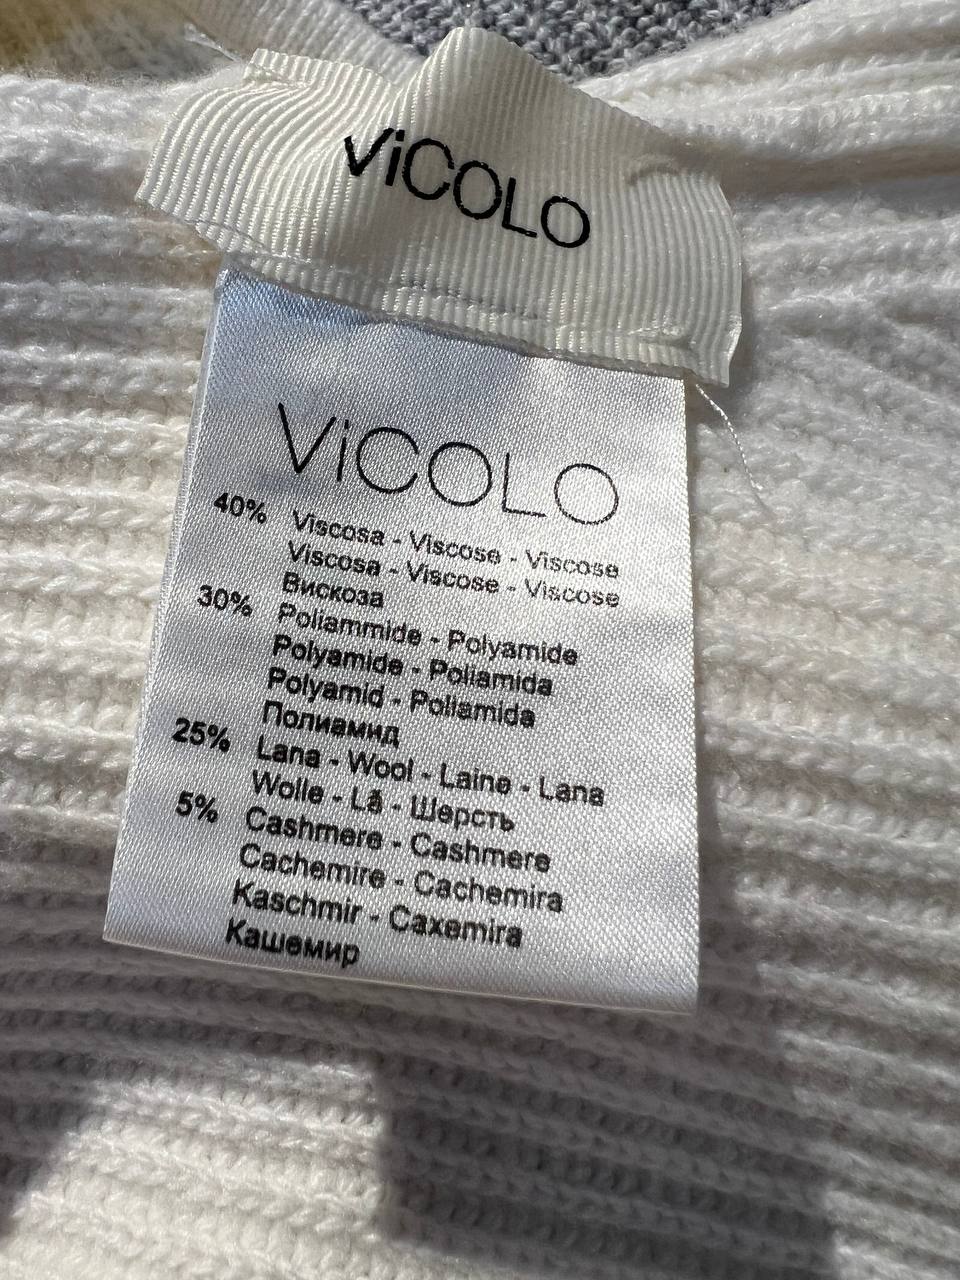 ViCOLO
ViCOLO
40% Viscosa - Viscose - Viscose
Viscosa - Viscose - Viscose
Вискоза
30% Poliammide - Polyamide
Polyamide - Poliamida
Polyamid - Poliamida
Полиамид
25% Lana - Wool - Laine - Lana
Wolle - Lã - Шерсть
5% Cashmere - Cashmere
Cachemire - Cachemira
Kaschmir - Caxemira
Кашемир